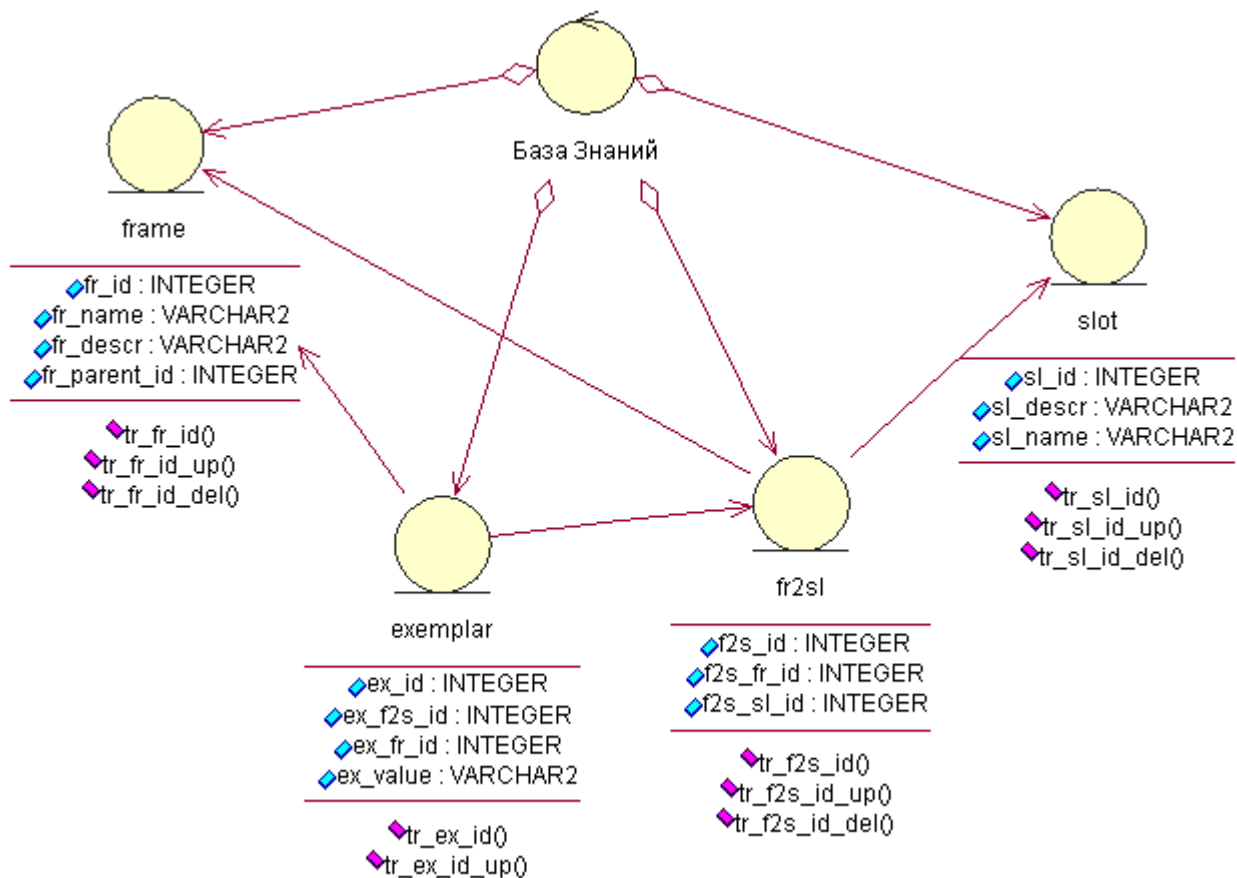 База Знаний
frame
fr_id : INTEGER
fr_name : VARCHAR2
fr_descr : VARCHAR2
fr_parent_id : INTEGER
tr_fr_id()
tr_fr_id_up()
tr_fr_id_del()
slot
sl_id : INTEGER
sl_descr : VARCHAR2
sl_name : VARCHAR2
tr_sl_id()
tr_sl_id_up()
tr_sl_id_del()
exemplar
ex_id : INTEGER
ex_f2s_id : INTEGER
ex_fr_id : INTEGER
ex_value : VARCHAR2
tr_ex_id()
tr_ex_id_up()
fr2sl
f2s_id : INTEGER
f2s_fr_id : INTEGER
f2s_sl_id : INTEGER
tr_f2s_id()
tr_f2s_id_up()
tr_f2s_id_del()